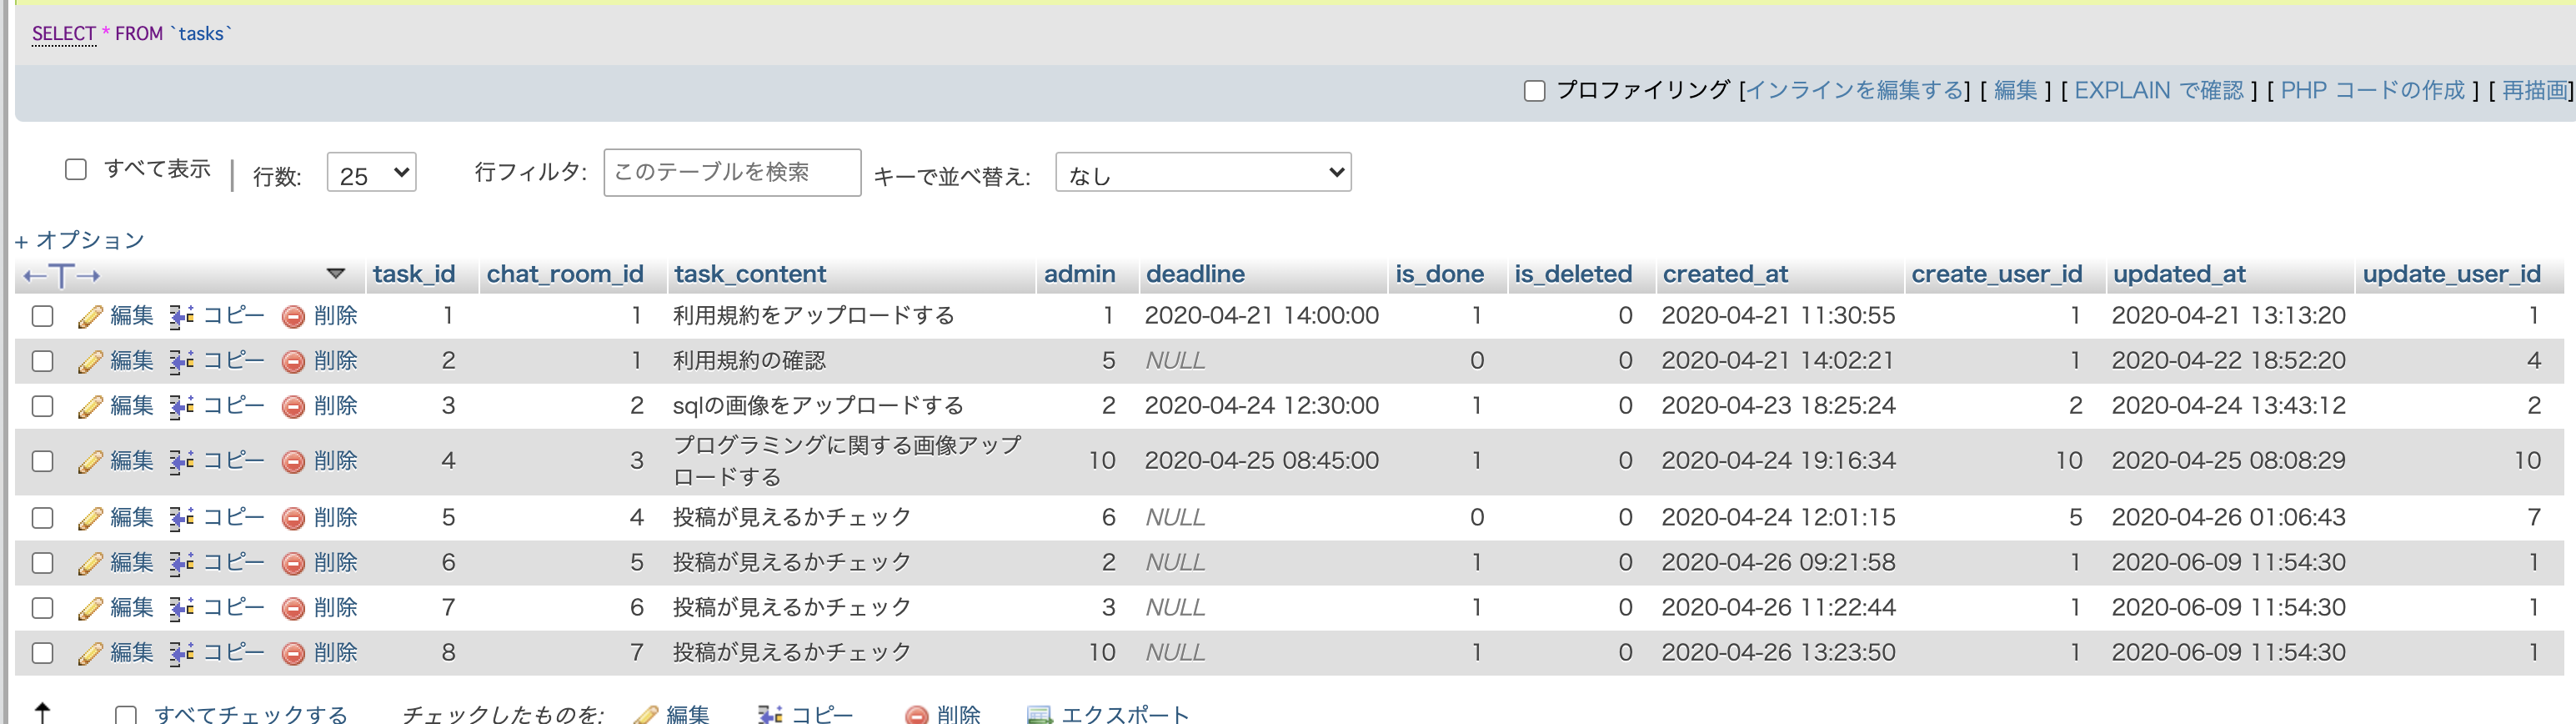 SELECT * FROM `tasks`
プロファイリング [インラインを編集する] [ 編集 ] [ EXPLAIN で確認 ] [ PHP コードの作成 ] [ 再描画]
すべて表示 | 行数: 25 行フィルタ: このテーブルを検索 キーで並べ替え: なし
+ オプション
←T→ task_id chat_room_id task_content admin deadline is_done is_deleted created_at create_user_id updated_at update_user_id
編集 コピー 削除 1 1 利用規約をアップロードする 1 2020-04-21 14:00:00 1 0 2020-04-21 11:30:55 1 2020-04-21 13:13:20 1
編集 コピー 削除 2 1 利用規約の確認 5 NULL 0 0 2020-04-21 14:02:21 1 2020-04-22 18:52:20 4
編集 コピー 削除 3 2 sqlの画像をアップロードする 2 2020-04-24 12:30:00 1 0 2020-04-23 18:25:24 2 2020-04-24 13:43:12 2
編集 コピー 削除 4 3 プログラミングに関する画像アップ 10 2020-04-25 08:45:00 1 0 2020-04-24 19:16:34 10 2020-04-25 08:08:29 10
ロードする
編集 コピー 削除 5 4 投稿が見えるかチェック 6 NULL 0 0 2020-04-24 12:01:15 5 2020-04-26 01:06:43 7
編集 コピー 削除 6 5 投稿が見えるかチェック 2 NULL 1 0 2020-04-26 09:21:58 1 2020-06-09 11:54:30 1
編集 コピー 削除 7 6 投稿が見えるかチェック 3 NULL 1 0 2020-04-26 11:22:44 1 2020-06-09 11:54:30 1
編集 コピー 削除 8 7 投稿が見えるかチェック 10 NULL 1 0 2020-04-26 13:23:50 1 2020-06-09 11:54:30 1
すべてチェックする チェックしたものを: 編集 コピー 削除 エクスポート